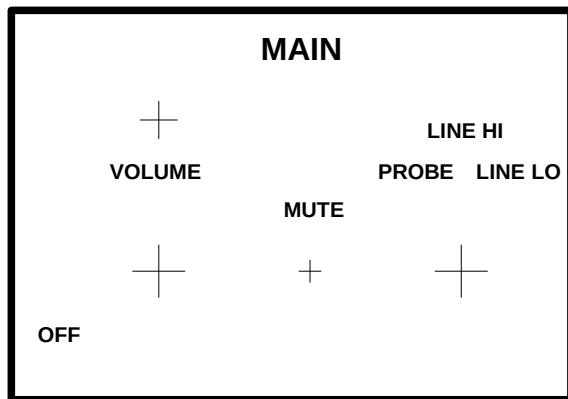 MAIN
LINE HI
VOLUME PROBE LINE LO
MUTE
OFF